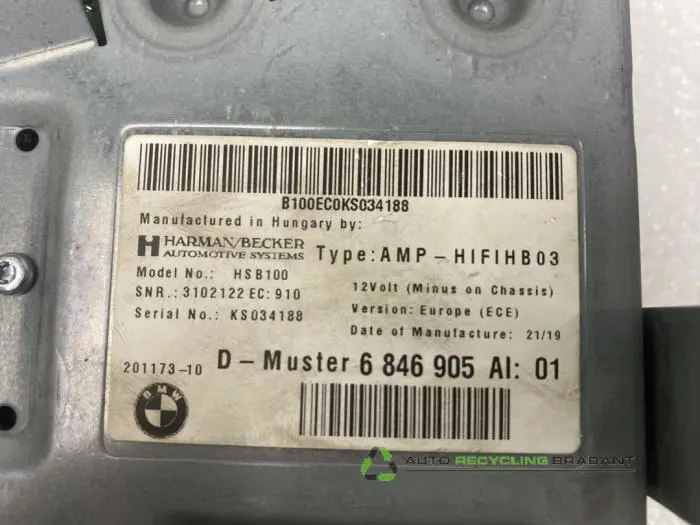 B100EC0KS034188
Manufactured in Hungary by:
HARMAN/BECKER
AUTOMOTIVE SYSTEMS
Type:AMP-HIFIHB03
Model No.: HSB100
12Volt (Minus on Chassis)
SNR.: 3102122 EC: 910
Version: Europe (ECE)
Serial No.: KS034188
Date of Manufacture: 21/19
201173-10
D-Muster 6 846 905 AI: 01
BMW
AUTO RECYCLING BRABANT